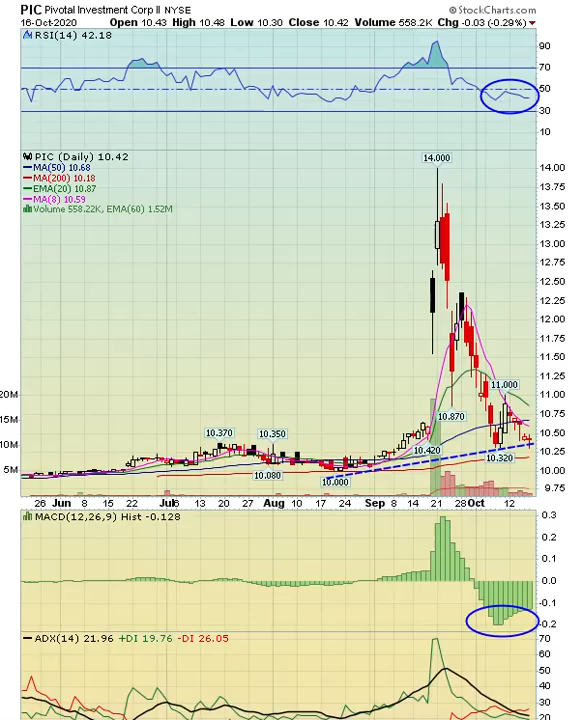 PIC Pivotal Investment Corp II NYSE © StockCharts.com
16-Oct-2020 Open 10.43 High 10.48 Low 10.30 Close 10.42 Volume 558.2K Chg -0.03 (-0.29%)
RSI(14) 42.18
90
70
50
30
10
PIC (Daily) 10.42
MA(50) 10.68
MA(200) 10.18
EMA(20) 10.87
MA(8) 10.59
Volume 558.22K, EMA(60) 1.52M
14.000
14.00
13.75
13.50
13.25
13.00
12.75
12.50
12.25
12.00
11.75
11.50
11.25
11.00
10.75
10.50
10.25
10.00
9.75
20M
15M
10M
5M
11.000
10.870
10.370
10.350
10.420
10.320
10.080
10.000
Jun 8 15 22 Jul 6 13 20 27 Aug 10 17 24 Sep 8 14 21 28 Oct 12
MACD(12,26,9) Hist -0.128
0.3
0.2
0.1
0.0
-0.1
-0.2
ADX(14) 21.96 +DI 19.76 -DI 26.05
70
60
50
40
30
20